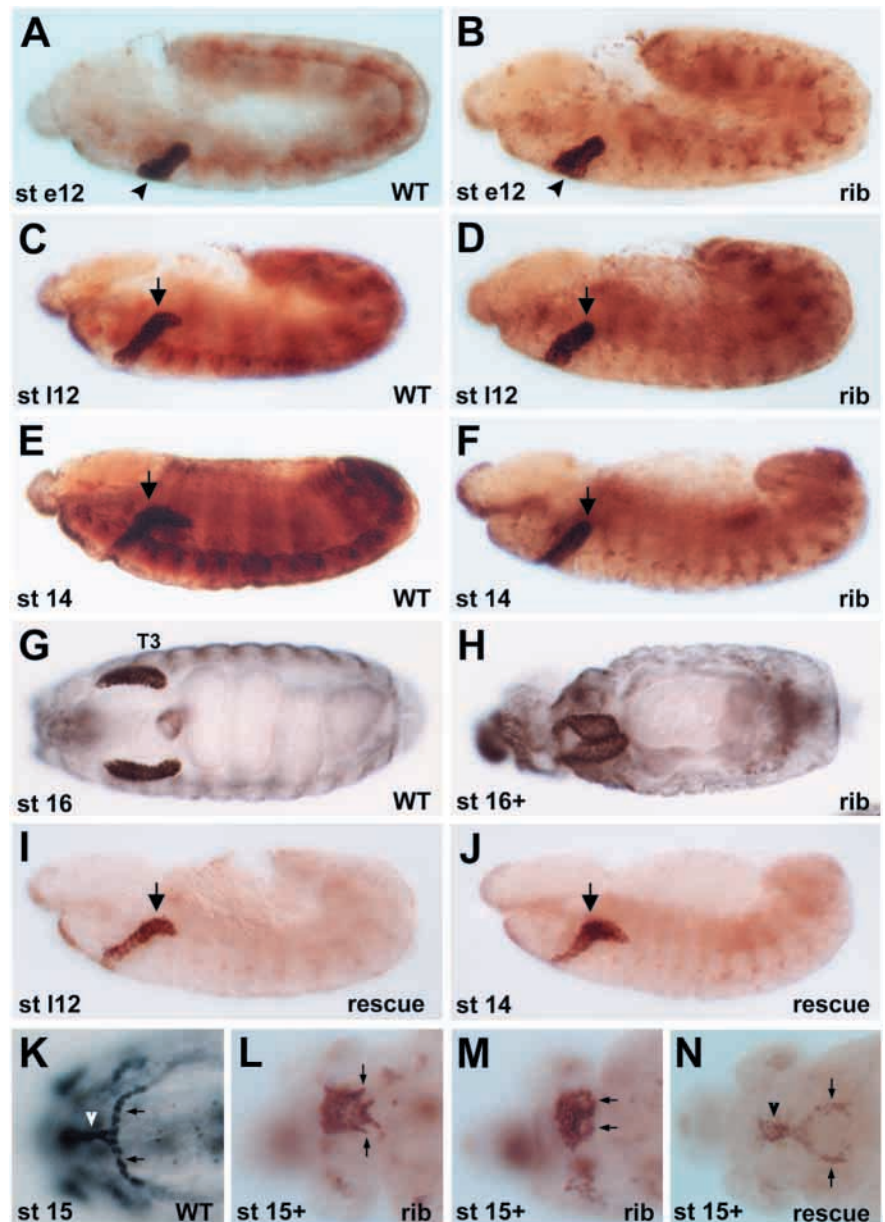 A
st e12
WT
B
st e12
rib
C
st l12
WT
D
st l12
rib
E
st 14
WT
F
st 14
rib
G
T3
st 16
WT
H
st 16+
rib
I
st l12
rescue
J
st 14
rescue
K
st 15
WT
L
st 15+
rib
M
st 15+
rib
N
st 15+
rescue